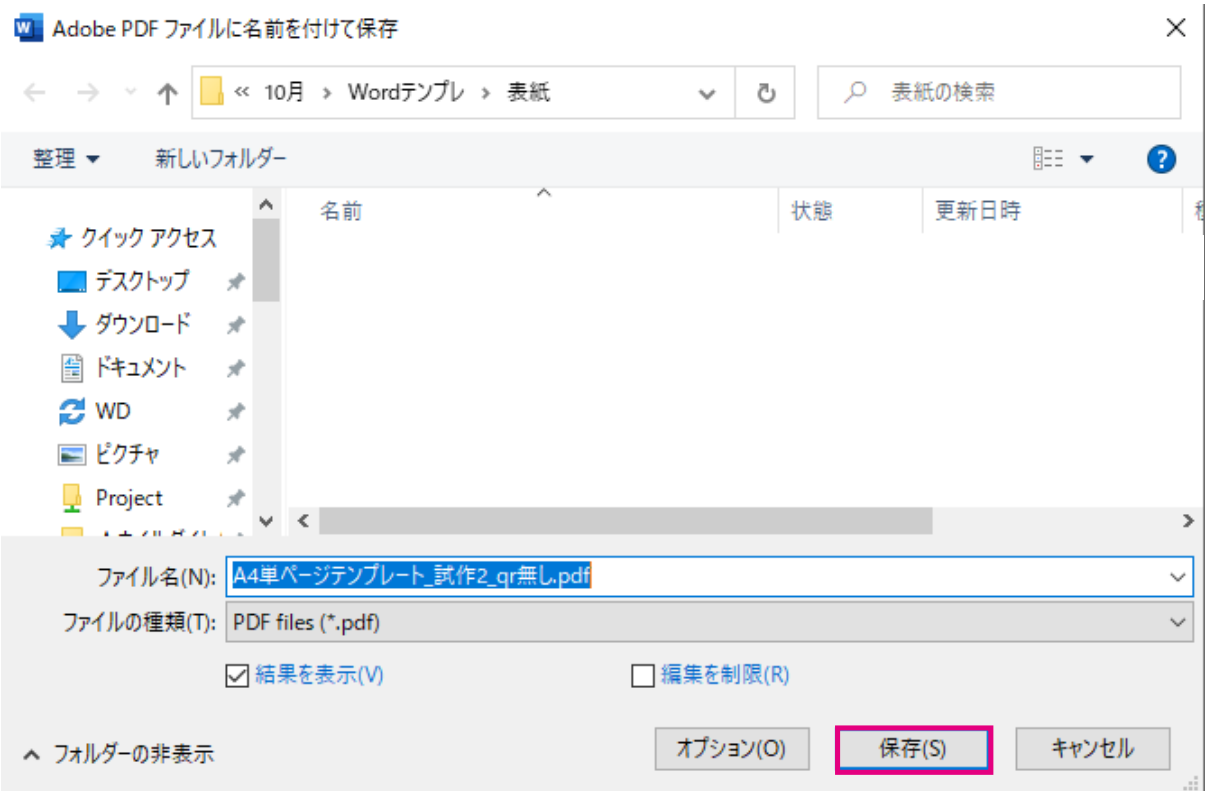 Adobe PDF ファイルに名前を付けて保存
« 10月 › Wordテンプレ › 表紙
表紙の検索
整理
新しいフォルダー
名前 状態 更新日時
クイック アクセス
デスクトップ
ダウンロード
ドキュメント
WD
ピクチャ
Project
ファイル名(N): A4単ページテンプレート_試作2_qr無し.pdf
ファイルの種類(T): PDF files (*.pdf)
結果を表示(V) 編集を制限(R)
フォルダーの非表示 オプション(O) 保存(S) キャンセル